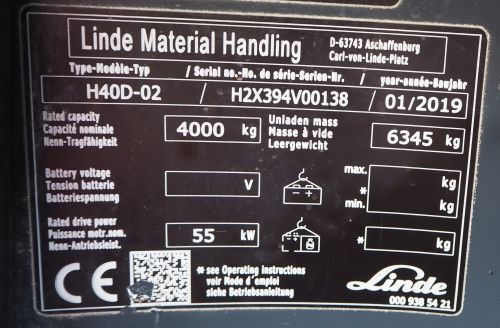 Linde Material Handling
D-63743 Aschaffenburg
Carl-von-Linde-Platz
Type-Modèle-Typ / Serial no.-No. de série-Serien-Nr. / year-année-Baujahr
H40D-02 / H2X394V00138 / 01/2019
Rated capacity
Capacité nominale
Nenn-Tragfähigkeit
4000 kg
Unladen mass
Masse à vide
Leergewicht
6345 kg
Battery voltage
Tension batterie
Batteriespannung
V
- +
max. kg
*
min. kg
Rated drive power
Puissance motr.nom.
Nenn-Antriebsleist.
55 kW
* kg
CE
* see Operating instructions
voir Mode d'emploi
siehe Betriebsanleitung
Linde
000 938 54 21